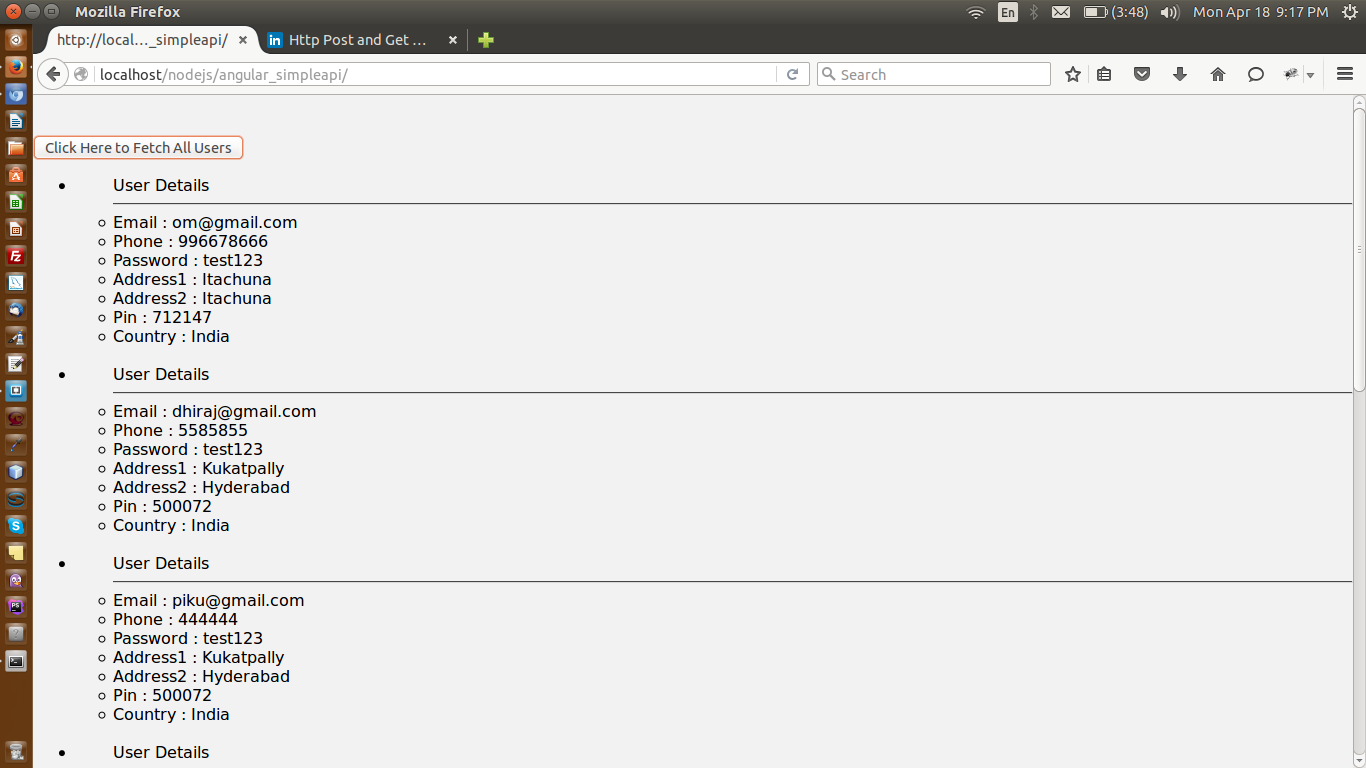 Mozilla Firefox
En
(3:48)
Mon Apr 18 9:17 PM
http://local..._simpleapi/
in
Http Post and Get ...
localhost/nodejs/angular_simpleapi/
Search
Click Here to Fetch All Users
User Details
Email : om@gmail.com
Phone : 996678666
Password : test123
Address1 : Itachuna
Address2 : Itachuna
Pin : 712147
Country : India
User Details
Email : dhiraj@gmail.com
Phone : 5585855
Password : test123
Address1 : Kukatpally
Address2 : Hyderabad
Pin : 500072
Country : India
User Details
Email : piku@gmail.com
Phone : 444444
Password : test123
Address1 : Kukatpally
Address2 : Hyderabad
Pin : 500072
Country : India
User Details